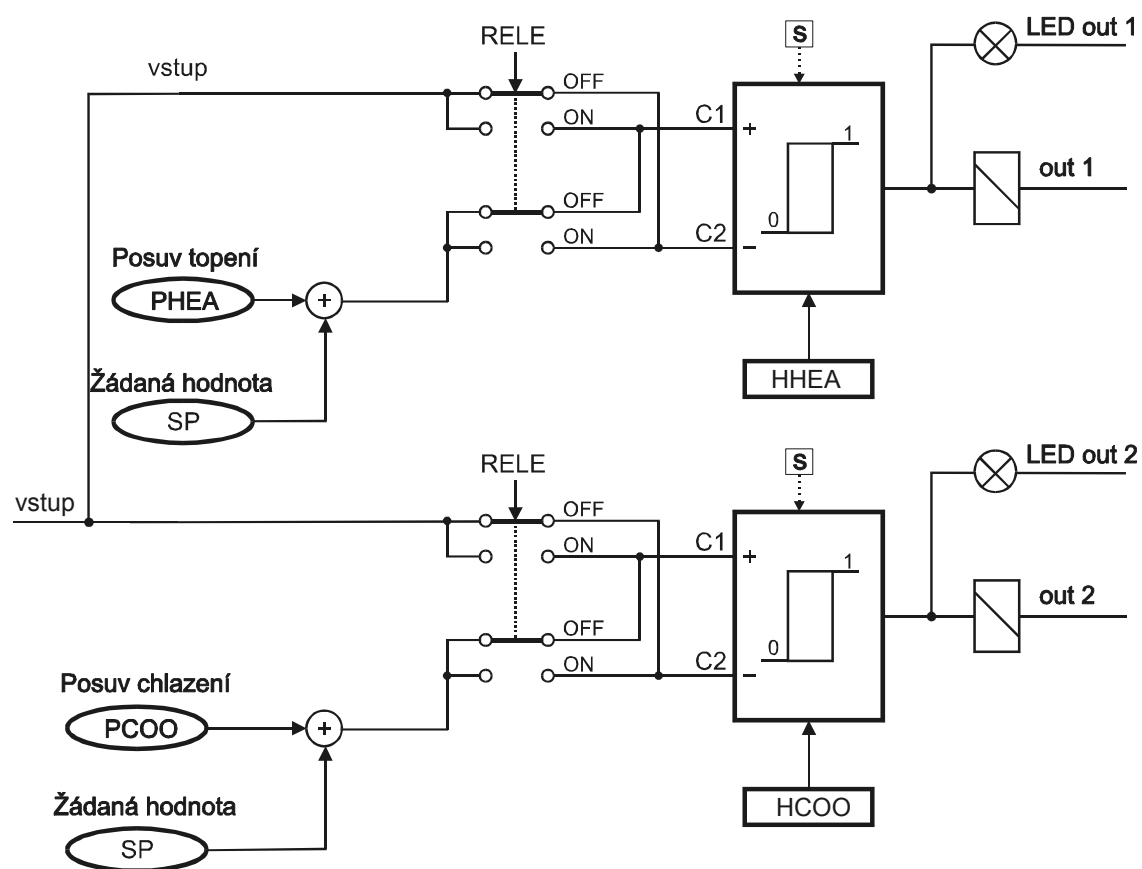 RELE
S
LED out 1
vstup
OFF
C1
ON
+
1
out 1
OFF
0
ON
C2
−
Posuv topení
PHEA
+
HHEA
Žádaná hodnota
SP
RELE
S
LED out 2
vstup
OFF
C1
ON
+
1
out 2
OFF
0
ON
C2
−
Posuv chlazení
PCOO
+
HCOO
Žádaná hodnota
SP